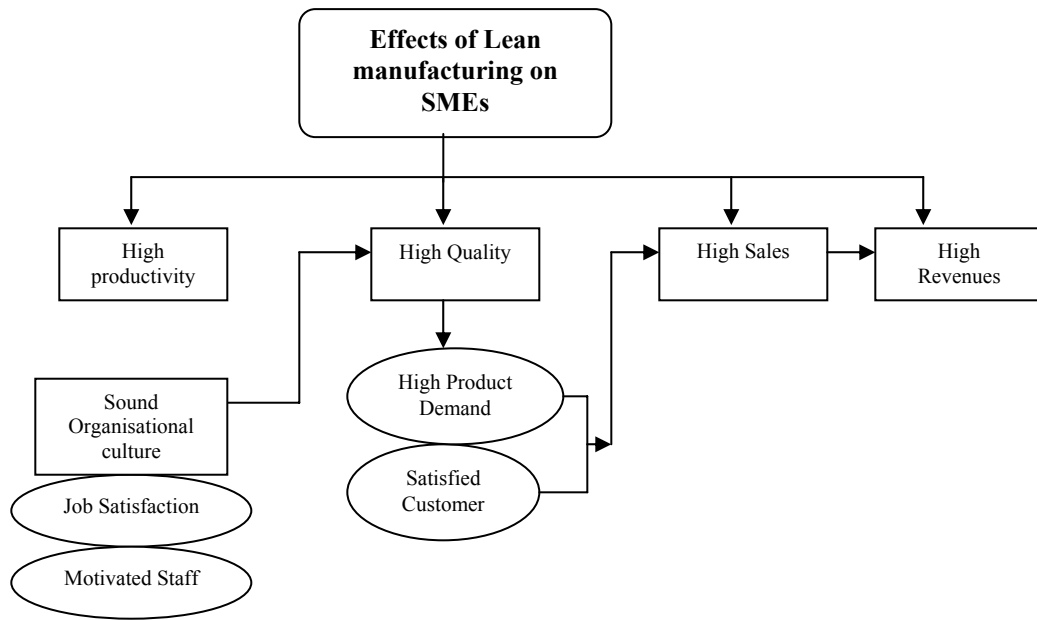 Effects of Lean
manufacturing on
SMEs
High
productivity
High Quality
High Sales
High
Revenues
Sound
Organisational
culture
High Product
Demand
Job Satisfaction
Satisfied
Customer
Motivated Staff